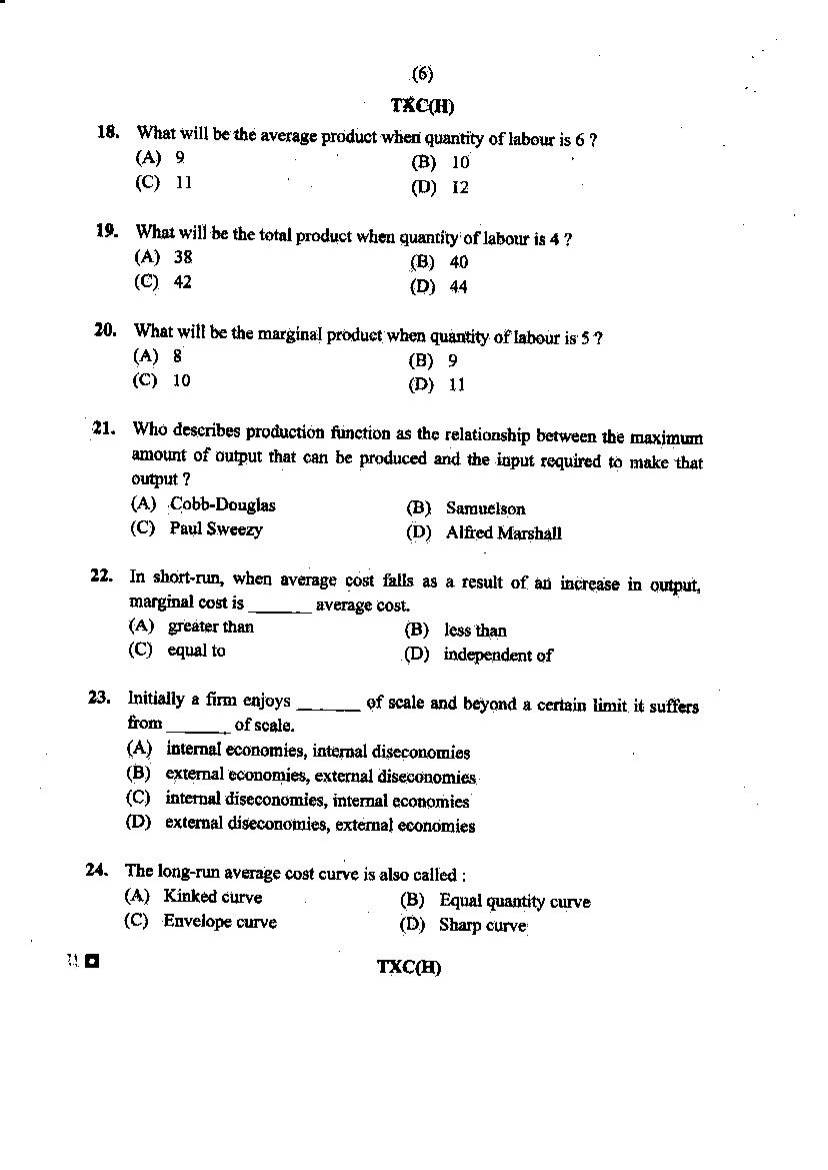 (6)
TXC(H)
18. What will be the average product when quantity of labour is 6 ?
(A) 9 (B) 10
(C) 11 (D) 12
19. What will be the total product when quantity of labour is 4 ?
(A) 38 (B) 40
(C) 42 (D) 44
20. What will be the marginal product when quantity of labour is 5 ?
(A) 8 (B) 9
(C) 10 (D) 11
21. Who describes production function as the relationship between the maximum
amount of output that can be produced and the input required to make that
output ?
(A) Cobb-Douglas (B) Samuelson
(C) Paul Sweezy (D) Alfred Marshall
22. In short-run, when average cost falls as a result of an increase in output,
marginal cost is ______ average cost.
(A) greater than (B) less than
(C) equal to (D) independent of
23. Initially a firm enjoys ______ of scale and beyond a certain limit it suffers
from ______ of scale.
(A) internal economies, internal diseconomies
(B) external economies, external diseconomies
(C) internal diseconomies, internal economies
(D) external diseconomies, external economies
24. The long-run average cost curve is also called :
(A) Kinked curve (B) Equal quantity curve
(C) Envelope curve (D) Sharp curve
TXC(H)